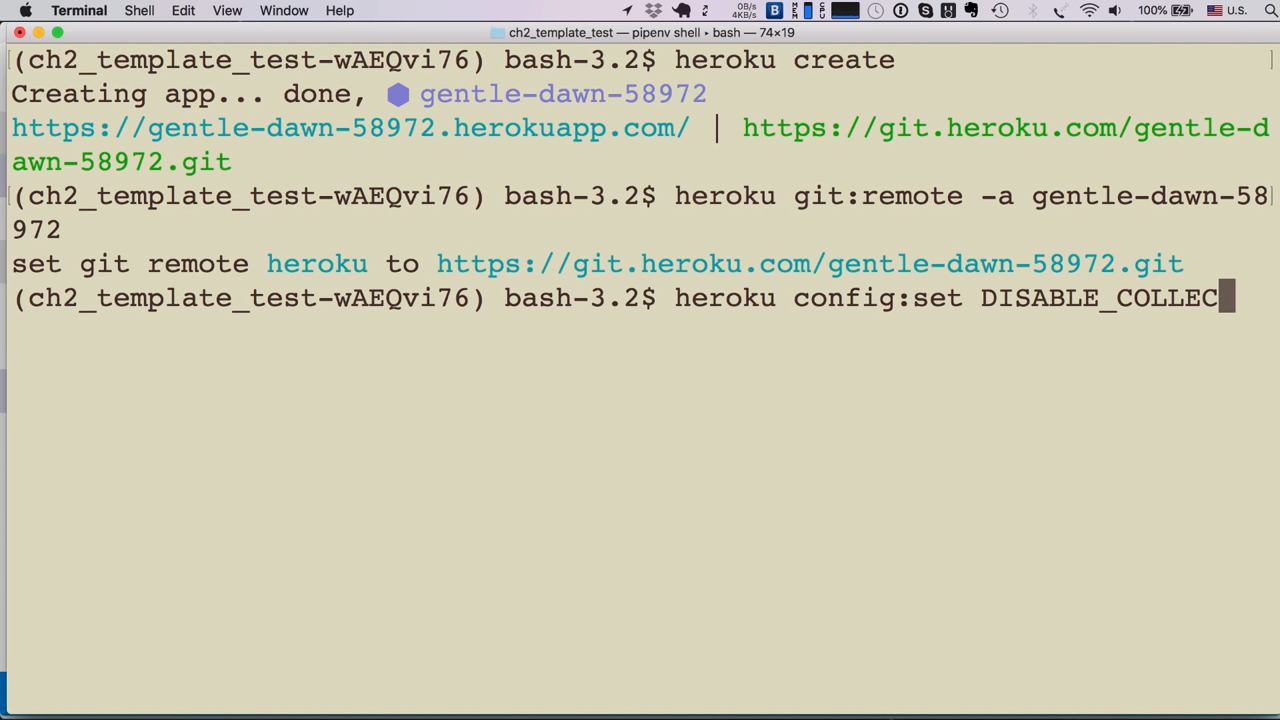 Terminal Shell Edit View Window Help 0B/s 4KB/s B MEM CPU 100% U.S.
ch2_template_test — pipenv shell ▸ bash — 74×19
(ch2_template_test-wAEQvi76) bash-3.2$ heroku create
Creating app... done, ⬢ gentle-dawn-58972
https://gentle-dawn-58972.herokuapp.com/ | https://git.heroku.com/gentle-d
awn-58972.git
(ch2_template_test-wAEQvi76) bash-3.2$ heroku git:remote -a gentle-dawn-58
972
set git remote heroku to https://git.heroku.com/gentle-dawn-58972.git
(ch2_template_test-wAEQvi76) bash-3.2$ heroku config:set DISABLE_COLLEC